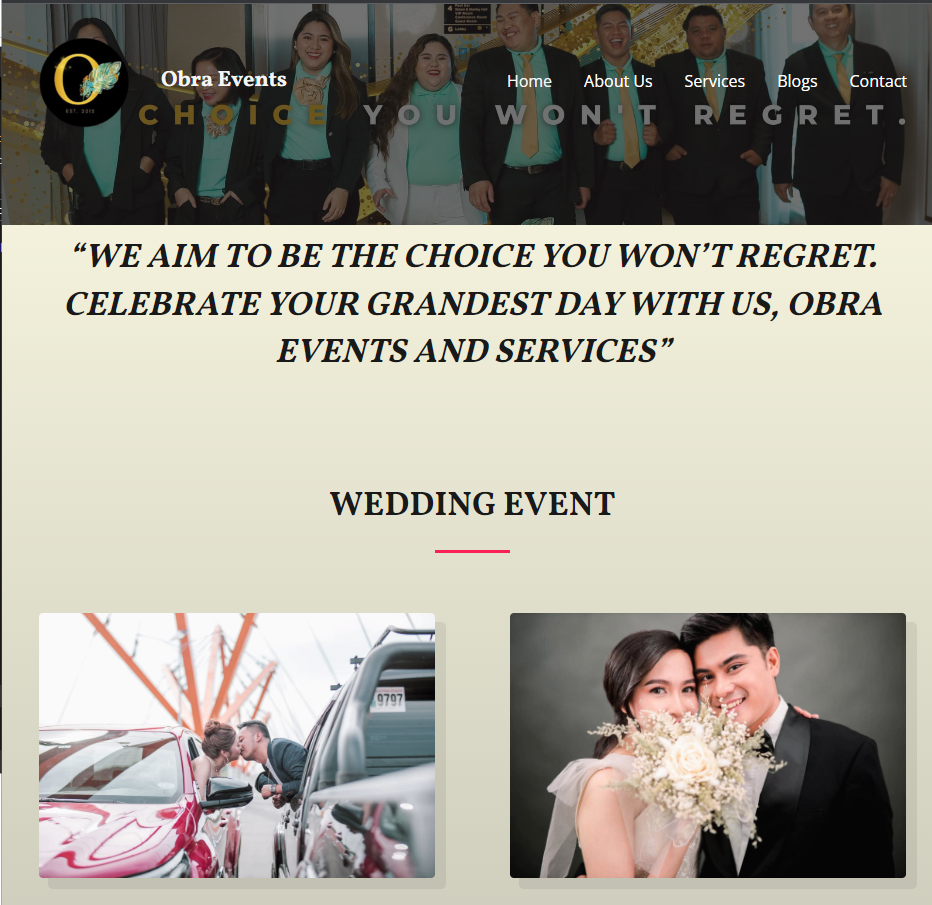 Obra Events
Home
About Us
Services
Blogs
Contact
CHOICE YOU WON'T REGRET.
“WE AIM TO BE THE CHOICE YOU WON’T REGRET.
CELEBRATE YOUR GRANDEST DAY WITH US, OBRA
EVENTS AND SERVICES”
WEDDING EVENT
9797